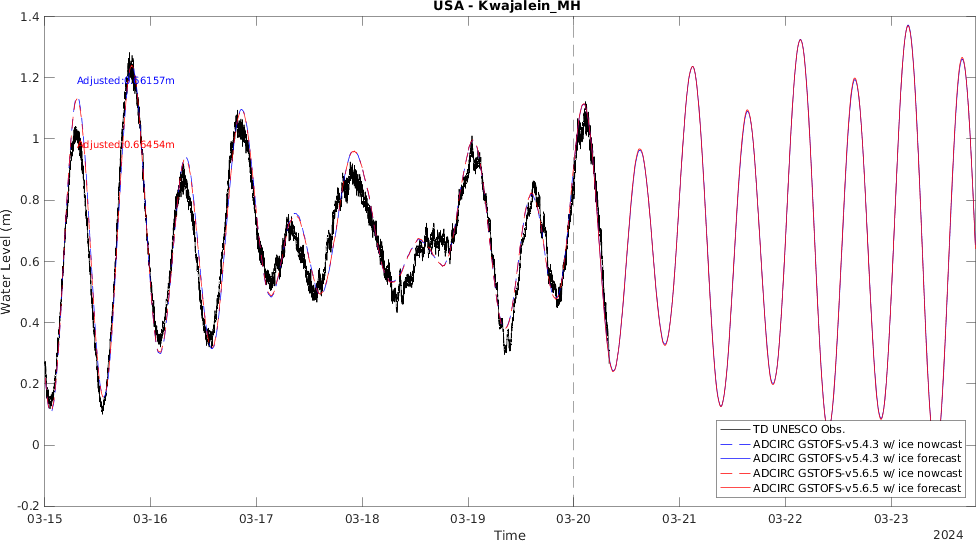 USA - Kwajalein_MH
1.4
1.2
1
0.8
0.6
0.4
0.2
0
-0.2
Water Level (m)
Adjusted:0.66157m
Adjusted:0.66454m
TD UNESCO Obs.
ADCIRC GSTOFS-v5.4.3 w/ ice nowcast
ADCIRC GSTOFS-v5.4.3 w/ ice forecast
ADCIRC GSTOFS-v5.6.5 w/ ice nowcast
ADCIRC GSTOFS-v5.6.5 w/ ice forecast
03-15 03-16 03-17 03-18 03-19 03-20 03-21 03-22 03-23
Time
2024